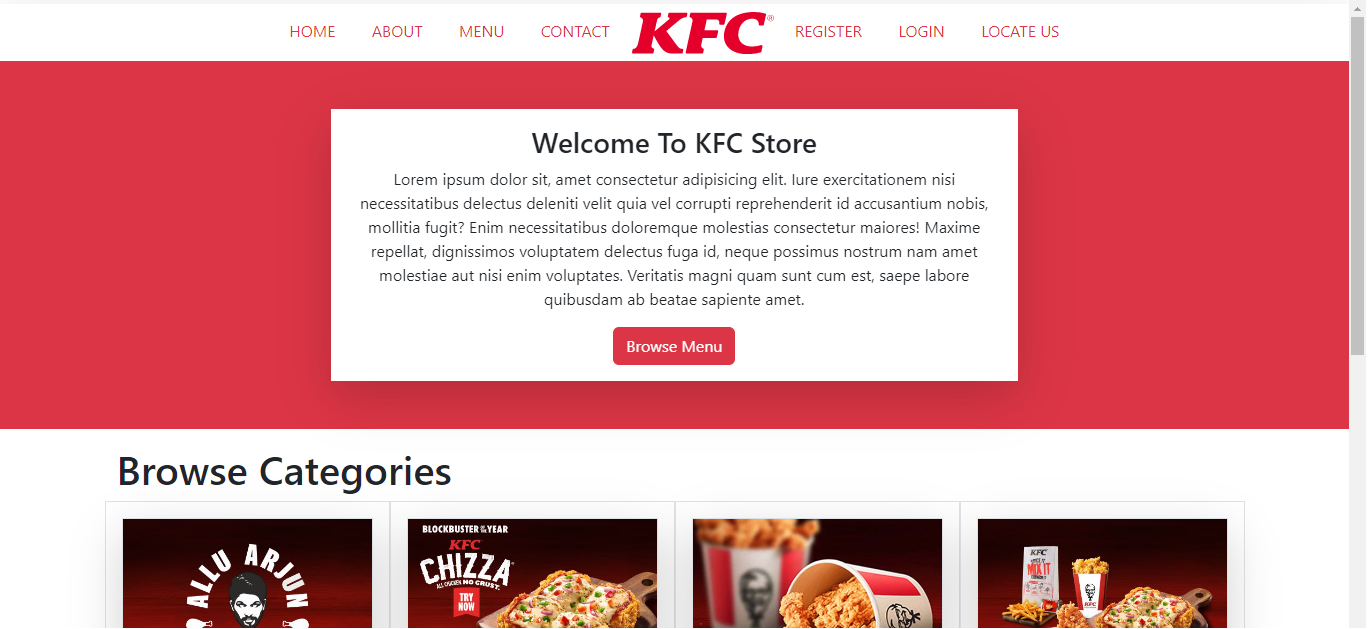 HOME ABOUT MENU CONTACT KFC® REGISTER LOGIN LOCATE US
Welcome To KFC Store
Lorem ipsum dolor sit, amet consectetur adipisicing elit. Iure exercitationem nisi
necessitatibus delectus deleniti velit quia vel corrupti reprehenderit id accusantium nobis,
mollitia fugit? Enim necessitatibus doloremque molestias consectetur maiores! Maxime
repellat, dignissimos voluptatem delectus fuga id, neque possimus nostrum nam amet
molestiae aut nisi enim voluptates. Veritatis magni quam sunt cum est, saepe labore
quibusdam ab beatae sapiente amet.
Browse Menu
Browse Categories
ALLU ARJUN
BLOCKBUSTER OF THE YEAR
KFC
CHIZZA
ALL CHICKEN NO CRUST.
TRY
NOW
KFC
MIX IT
KFC